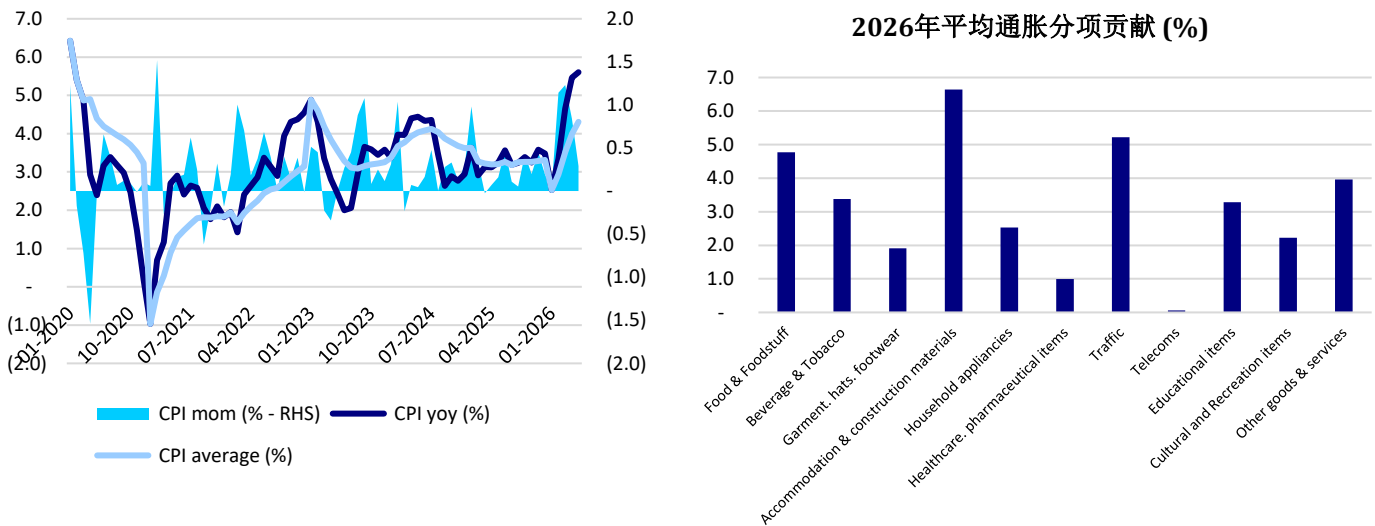 7.0
6.0
5.0
4.0
3.0
2.0
1.0
-
(1.0)
(2.0)
2.0
1.5
1.0
0.5
-
(0.5)
(1.0)
(1.5)
(2.0)
01-2020
10-2020
07-2021
04-2022
01-2023
10-2023
07-2024
04-2025
01-2026
CPI mom (% - RHS)
CPI yoy (%)
CPI average (%)
2026年平均通胀分项贡献 (%)
7.0
6.0
5.0
4.0
3.0
2.0
1.0
-
Food & Foodstuff
Beverage & Tobacco
Garment. hats. footwear
Accommodation & construction materials
Household appliancies
Healthcare. pharmaceutical items
Traffic
Telecoms
Educational items
Cultural and Recreation items
Other goods & services